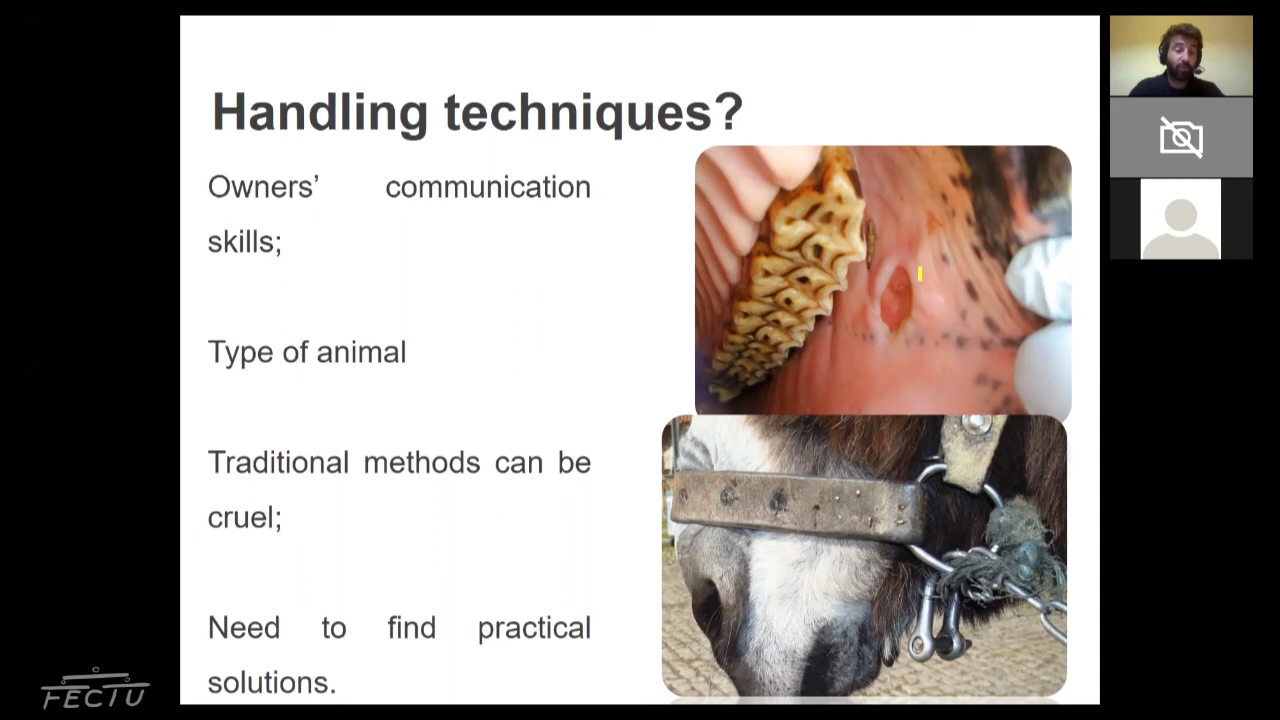 Handling techniques?
Owners’ communication
skills;
Type of animal
Traditional methods can be
cruel;
Need to find practical
solutions.
FECTU